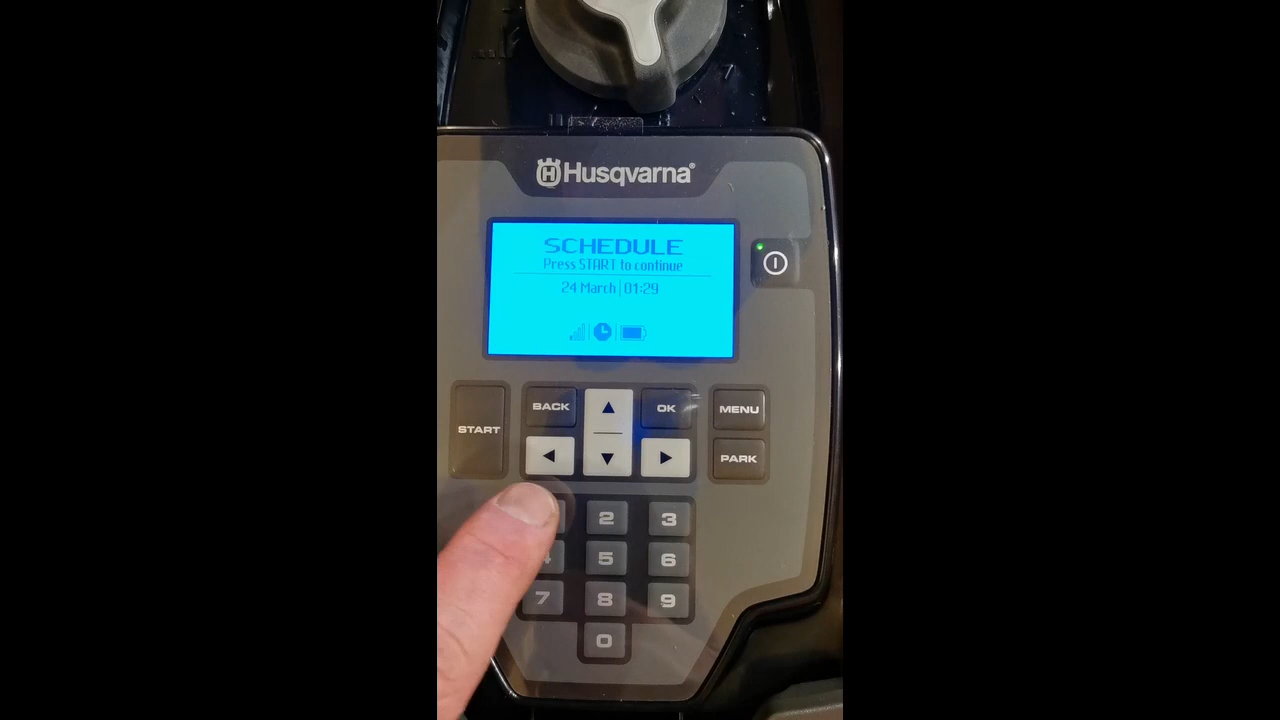 Husqvarna®
SCHEDULE
Press START to continue
24 March | 01:29
START
BACK
OK
MENU
PARK
2
3
5
6
7
8
9
0